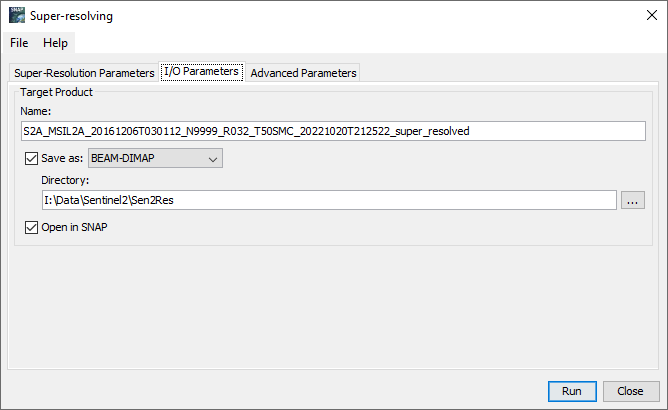 SNAP
Super-resolving
File Help
Super-Resolution Parameters I/O Parameters Advanced Parameters
Target Product
Name:
S2A_MSIL2A_20161206T030112_N9999_R032_T50SMC_20221020T212522_super_resolved
Save as: BEAM-DIMAP
Directory:
I:\Data\Sentinel2\Sen2Res
...
Open in SNAP
Run Close